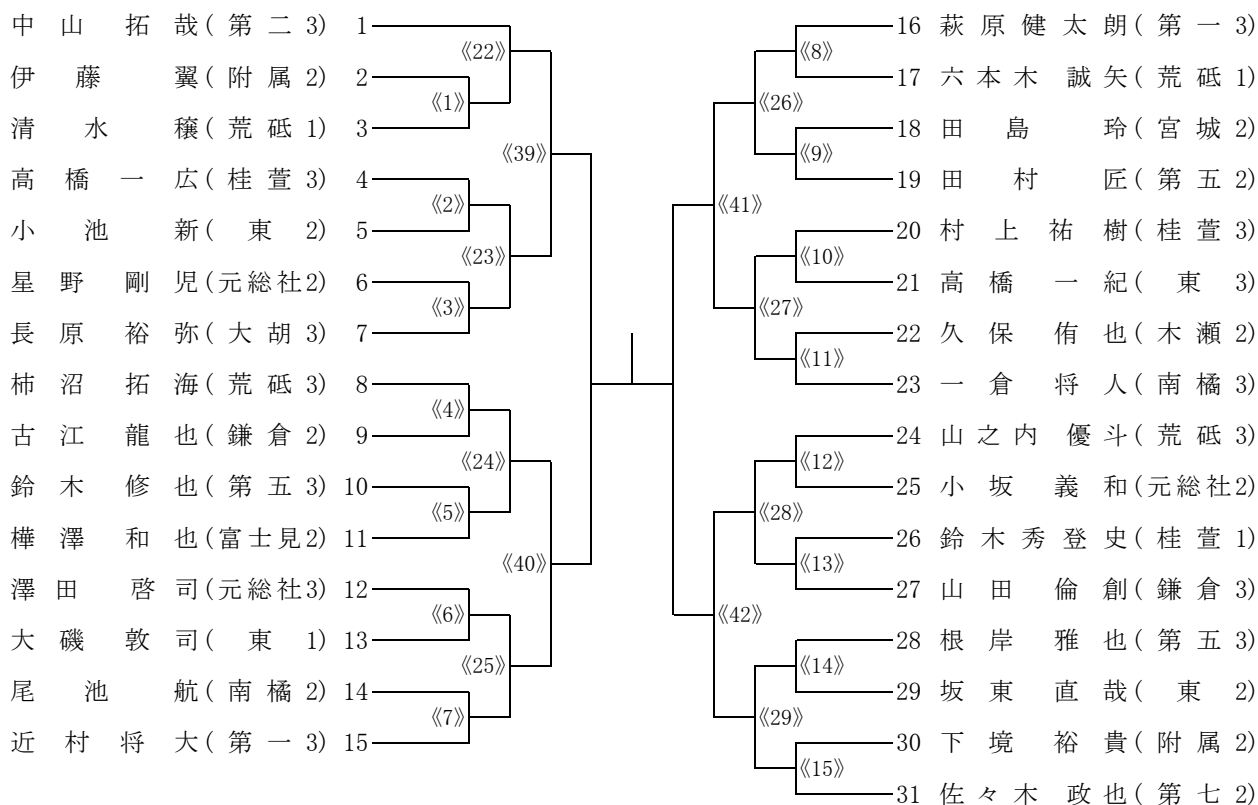 中山拓哉(第二3) 1
《22》
伊藤翼(附属2) 2
《1》
清水穣(荒砥1) 3
《39》
高橋一広(桂萱3) 4
《2》
小池新(東2) 5
《23》
星野剛児(元総社2) 6
《3》
長原裕弥(大胡3) 7
柿沼拓海(荒砥3) 8
《4》
古江龍也(鎌倉2) 9
《24》
鈴木修也(第五3) 10
《5》
樺澤和也(富士見2) 11
《40》
澤田啓司(元総社3) 12
《6》
大磯敦司(東1) 13
《25》
尾池航(南橘2) 14
《7》
近村将大(第一3) 15
16 萩原健太朗(第一3)
《8》
17 六本木誠矢(荒砥1)
《26》
18 田島玲(宮城2)
《9》
19 田村匠(第五2)
《41》
20 村上祐樹(桂萱3)
《10》
21 高橋一紀(東3)
《27》
22 久保侑也(木瀬2)
《11》
23 一倉将人(南橘3)
24 山之内優斗(荒砥3)
《12》
25 小坂義和(元総社2)
《28》
26 鈴木秀登史(桂萱1)
《13》
27 山田倫創(鎌倉3)
《42》
28 根岸雅也(第五3)
《14》
29 坂東直哉(東2)
《29》
30 下境裕貴(附属2)
《15》
31 佐々木政也(第七2)